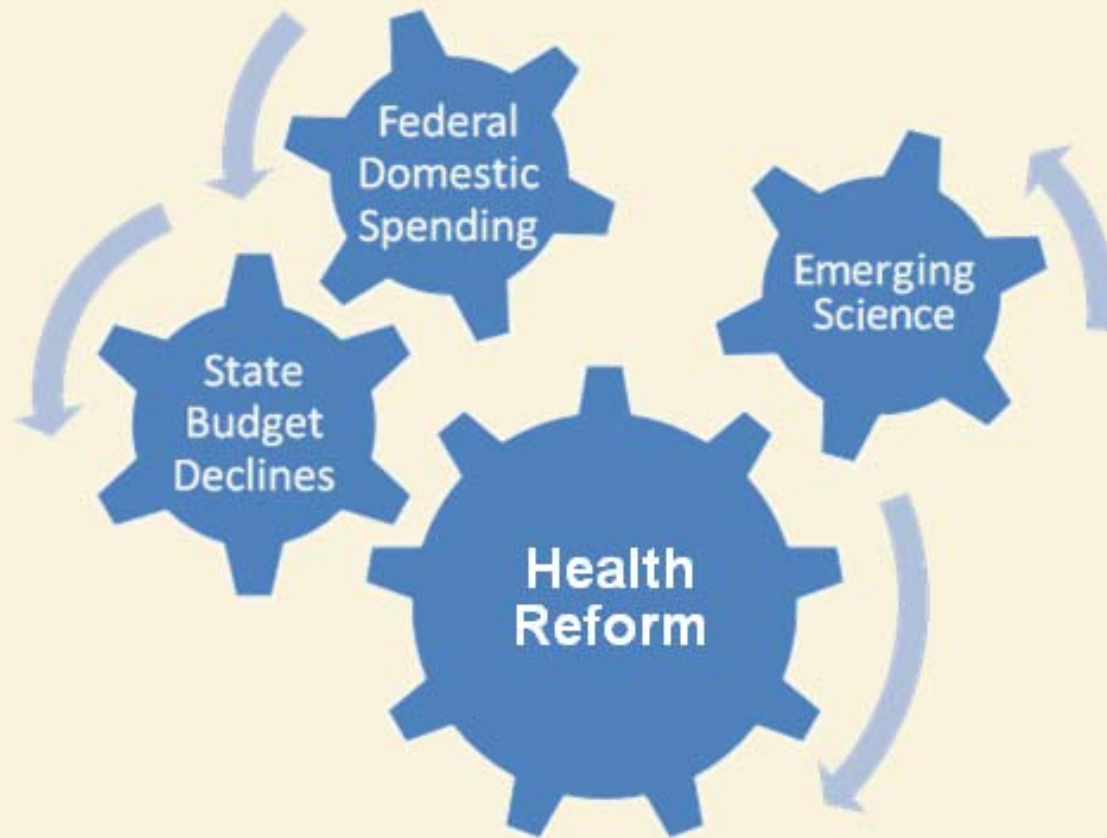 Federal
Domestic
Spending
Emerging
Science
State
Budget
Declines
Health
Reform